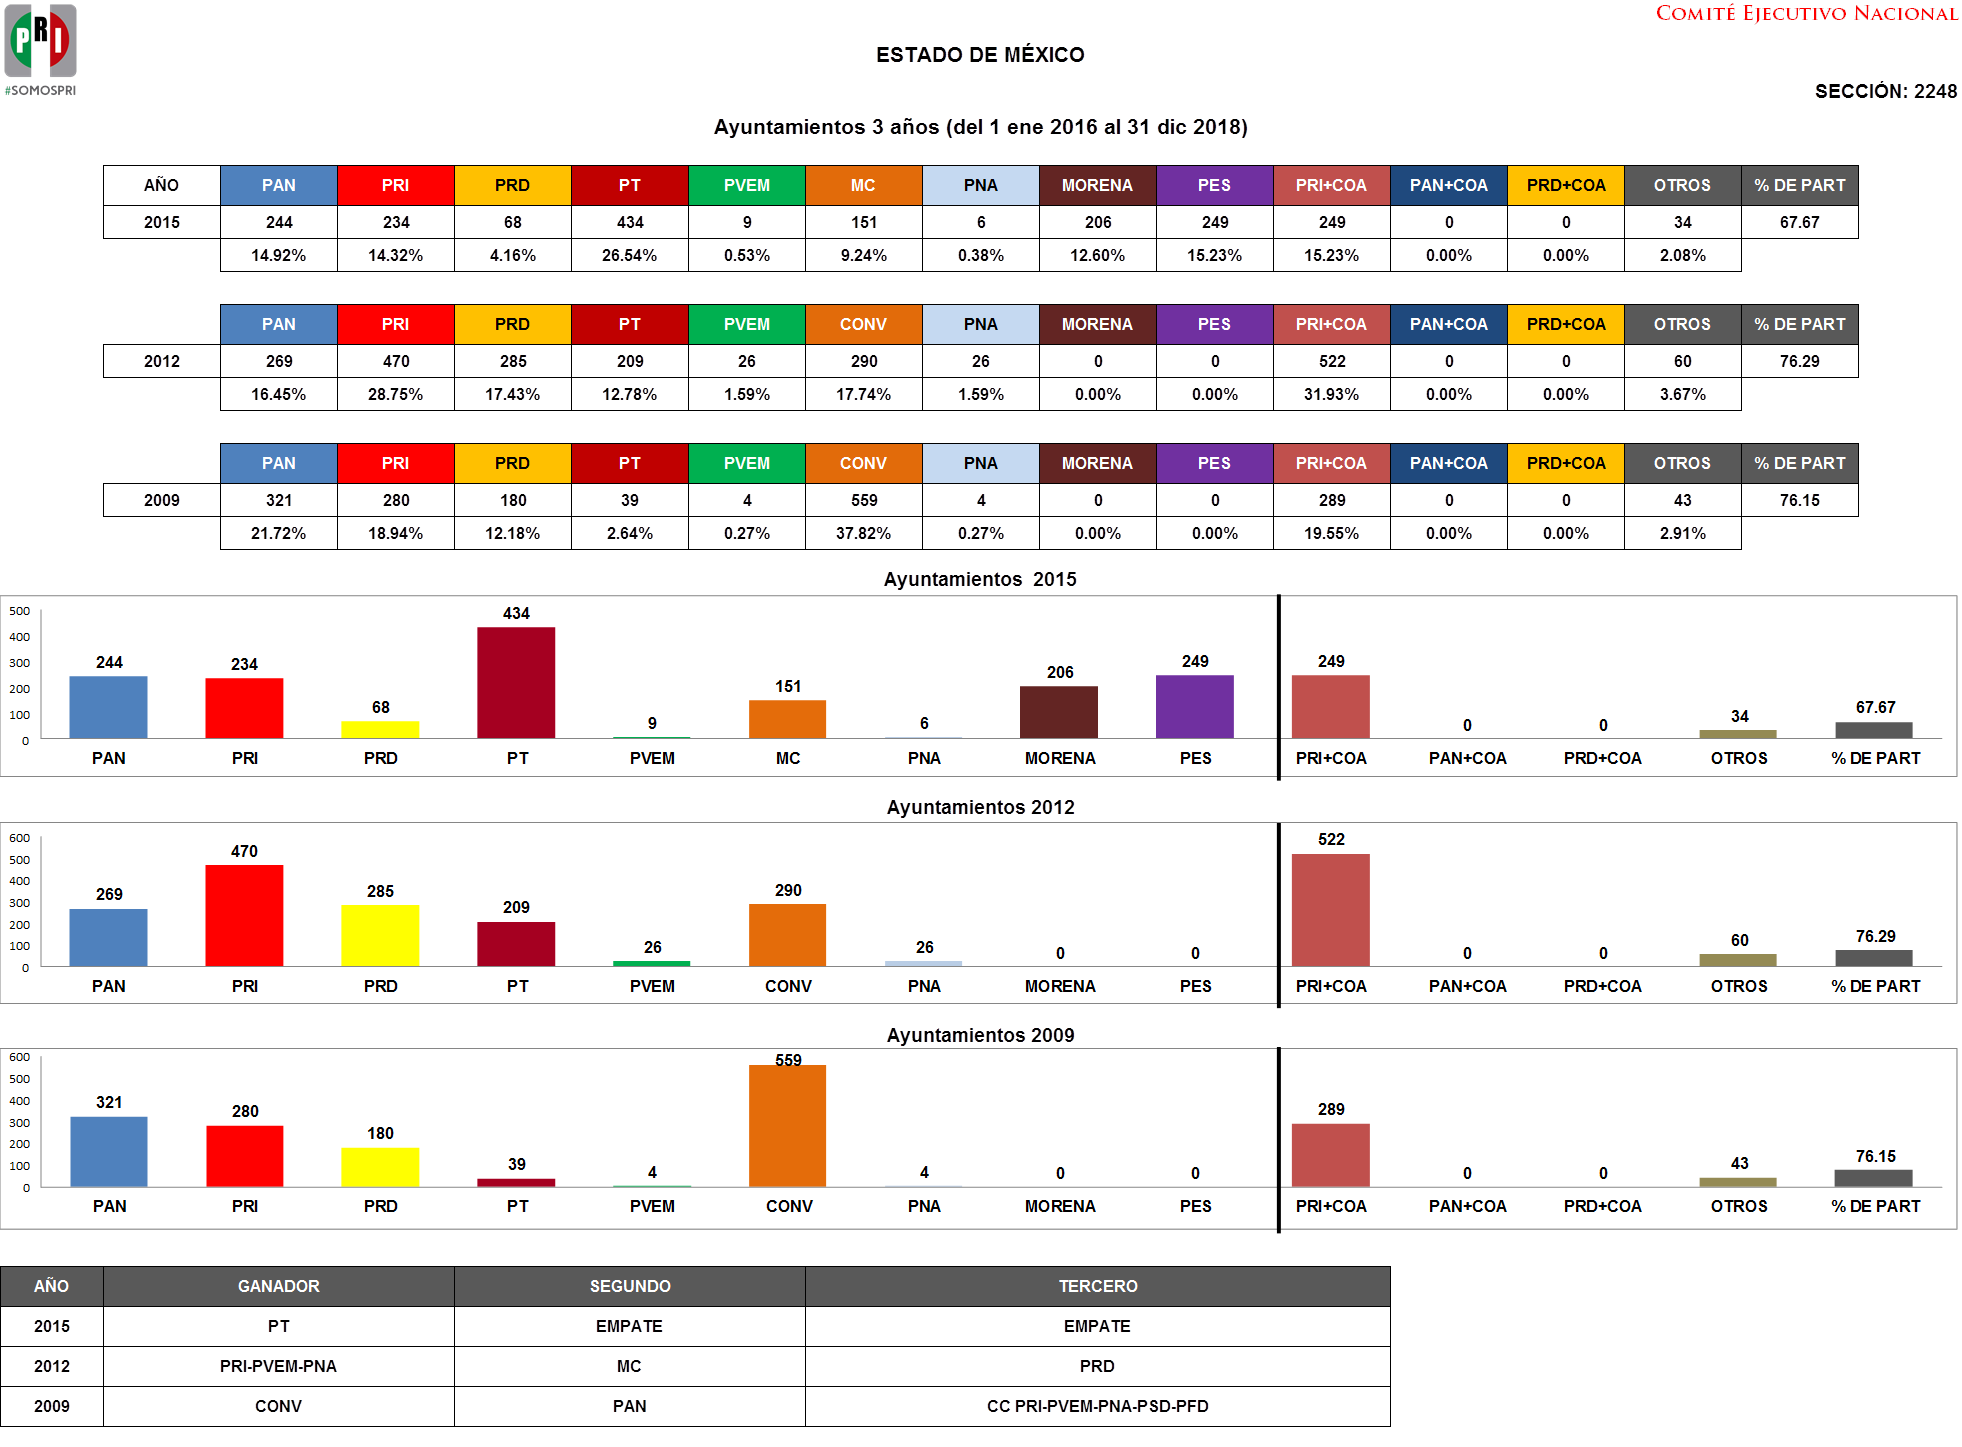 PRI
#SOMOSPRI
COMITÉ EJECUTIVO NACIONAL
ESTADO DE MÉXICO
SECCIÓN: 2248
Ayuntamientos 3 años (del 1 ene 2016 al 31 dic 2018)
AÑO PAN PRI PRD PT PVEM MC PNA MORENA PES PRI+COA PAN+COA PRD+COA OTROS % DE PART
2015 244 234 68 434 9 151 6 206 249 249 0 0 34 67.67
14.92% 14.32% 4.16% 26.54% 0.53% 9.24% 0.38% 12.60% 15.23% 15.23% 0.00% 0.00% 2.08%
PAN PRI PRD PT PVEM CONV PNA MORENA PES PRI+COA PAN+COA PRD+COA OTROS % DE PART
2012 269 470 285 209 26 290 26 0 0 522 0 0 60 76.29
16.45% 28.75% 17.43% 12.78% 1.59% 17.74% 1.59% 0.00% 0.00% 31.93% 0.00% 0.00% 3.67%
PAN PRI PRD PT PVEM CONV PNA MORENA PES PRI+COA PAN+COA PRD+COA OTROS % DE PART
2009 321 280 180 39 4 559 4 0 0 289 0 0 43 76.15
21.72% 18.94% 12.18% 2.64% 0.27% 37.82% 0.27% 0.00% 0.00% 19.55% 0.00% 0.00% 2.91%
Ayuntamientos 2015
500
400
300
200
100
0
244 234 68 434 9 151 6 206 249 249 0 0 34 67.67
PAN PRI PRD PT PVEM MC PNA MORENA PES PRI+COA PAN+COA PRD+COA OTROS % DE PART
Ayuntamientos 2012
600
500
400
300
200
100
0
269 470 285 209 26 290 26 0 0 522 0 0 60 76.29
PAN PRI PRD PT PVEM CONV PNA MORENA PES PRI+COA PAN+COA PRD+COA OTROS % DE PART
Ayuntamientos 2009
600
500
400
300
200
100
0
321 280 180 39 4 559 4 0 0 289 0 0 43 76.15
PAN PRI PRD PT PVEM CONV PNA MORENA PES PRI+COA PAN+COA PRD+COA OTROS % DE PART
AÑO GANADOR SEGUNDO TERCERO
2015 PT EMPATE EMPATE
2012 PRI-PVEM-PNA MC PRD
2009 CONV PAN CC PRI-PVEM-PNA-PSD-PFD